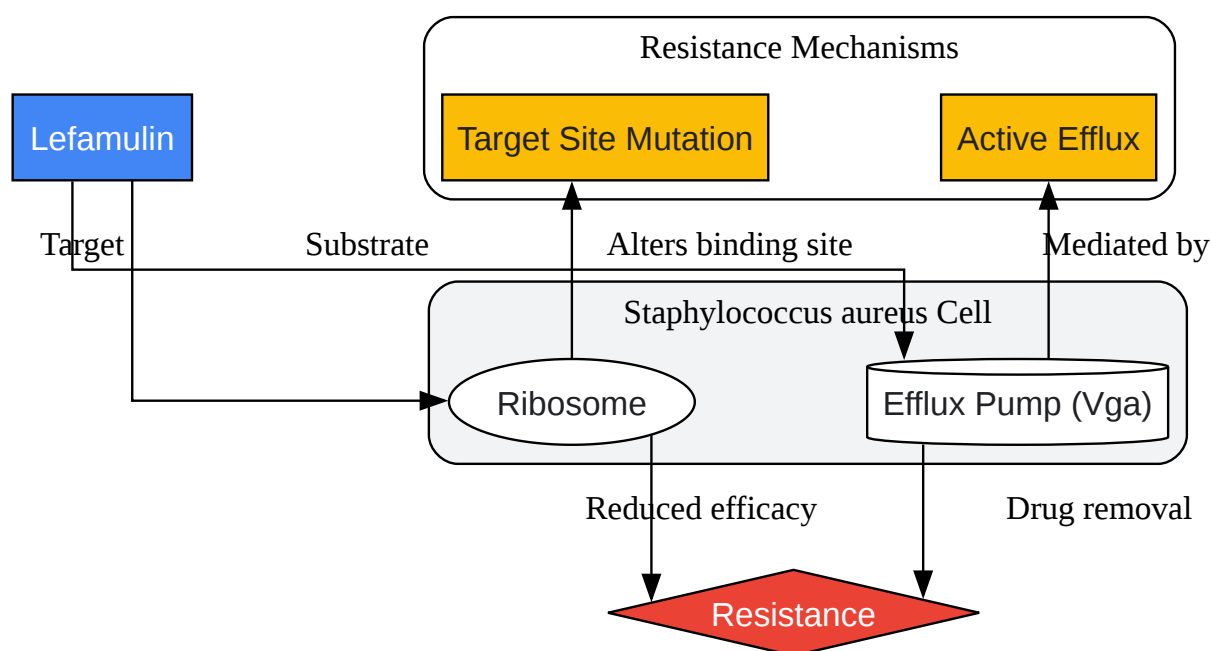 Resistance Mechanisms
Lefamulin
Target Site Mutation
Active Efflux
Target
Substrate
Alters binding site
Mediated by
Staphylococcus aureus Cell
Ribosome
Efflux Pump (Vga)
Reduced efficacy
Drug removal
Resistance